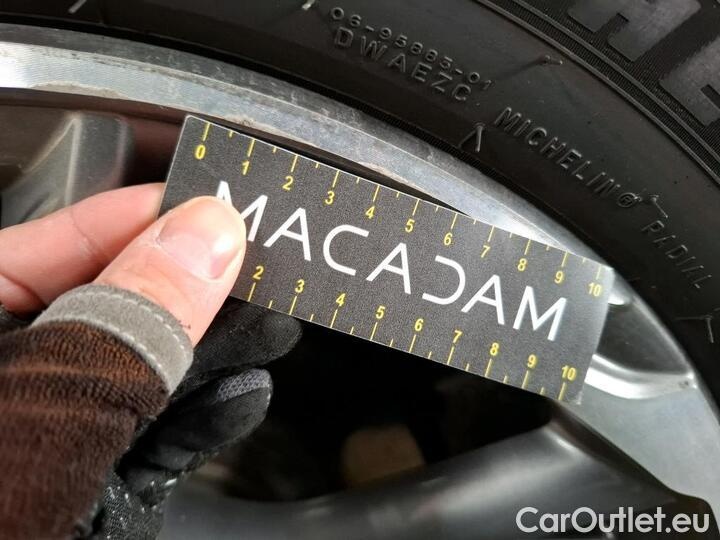 06-95885-01
DWAEZC
MICHELIN® RADIAL
0 1 2 3 4 5 6 7 8 9 10
MACADAM
2 3 4 5 6 7 8 9 10
CarOutlet.eu